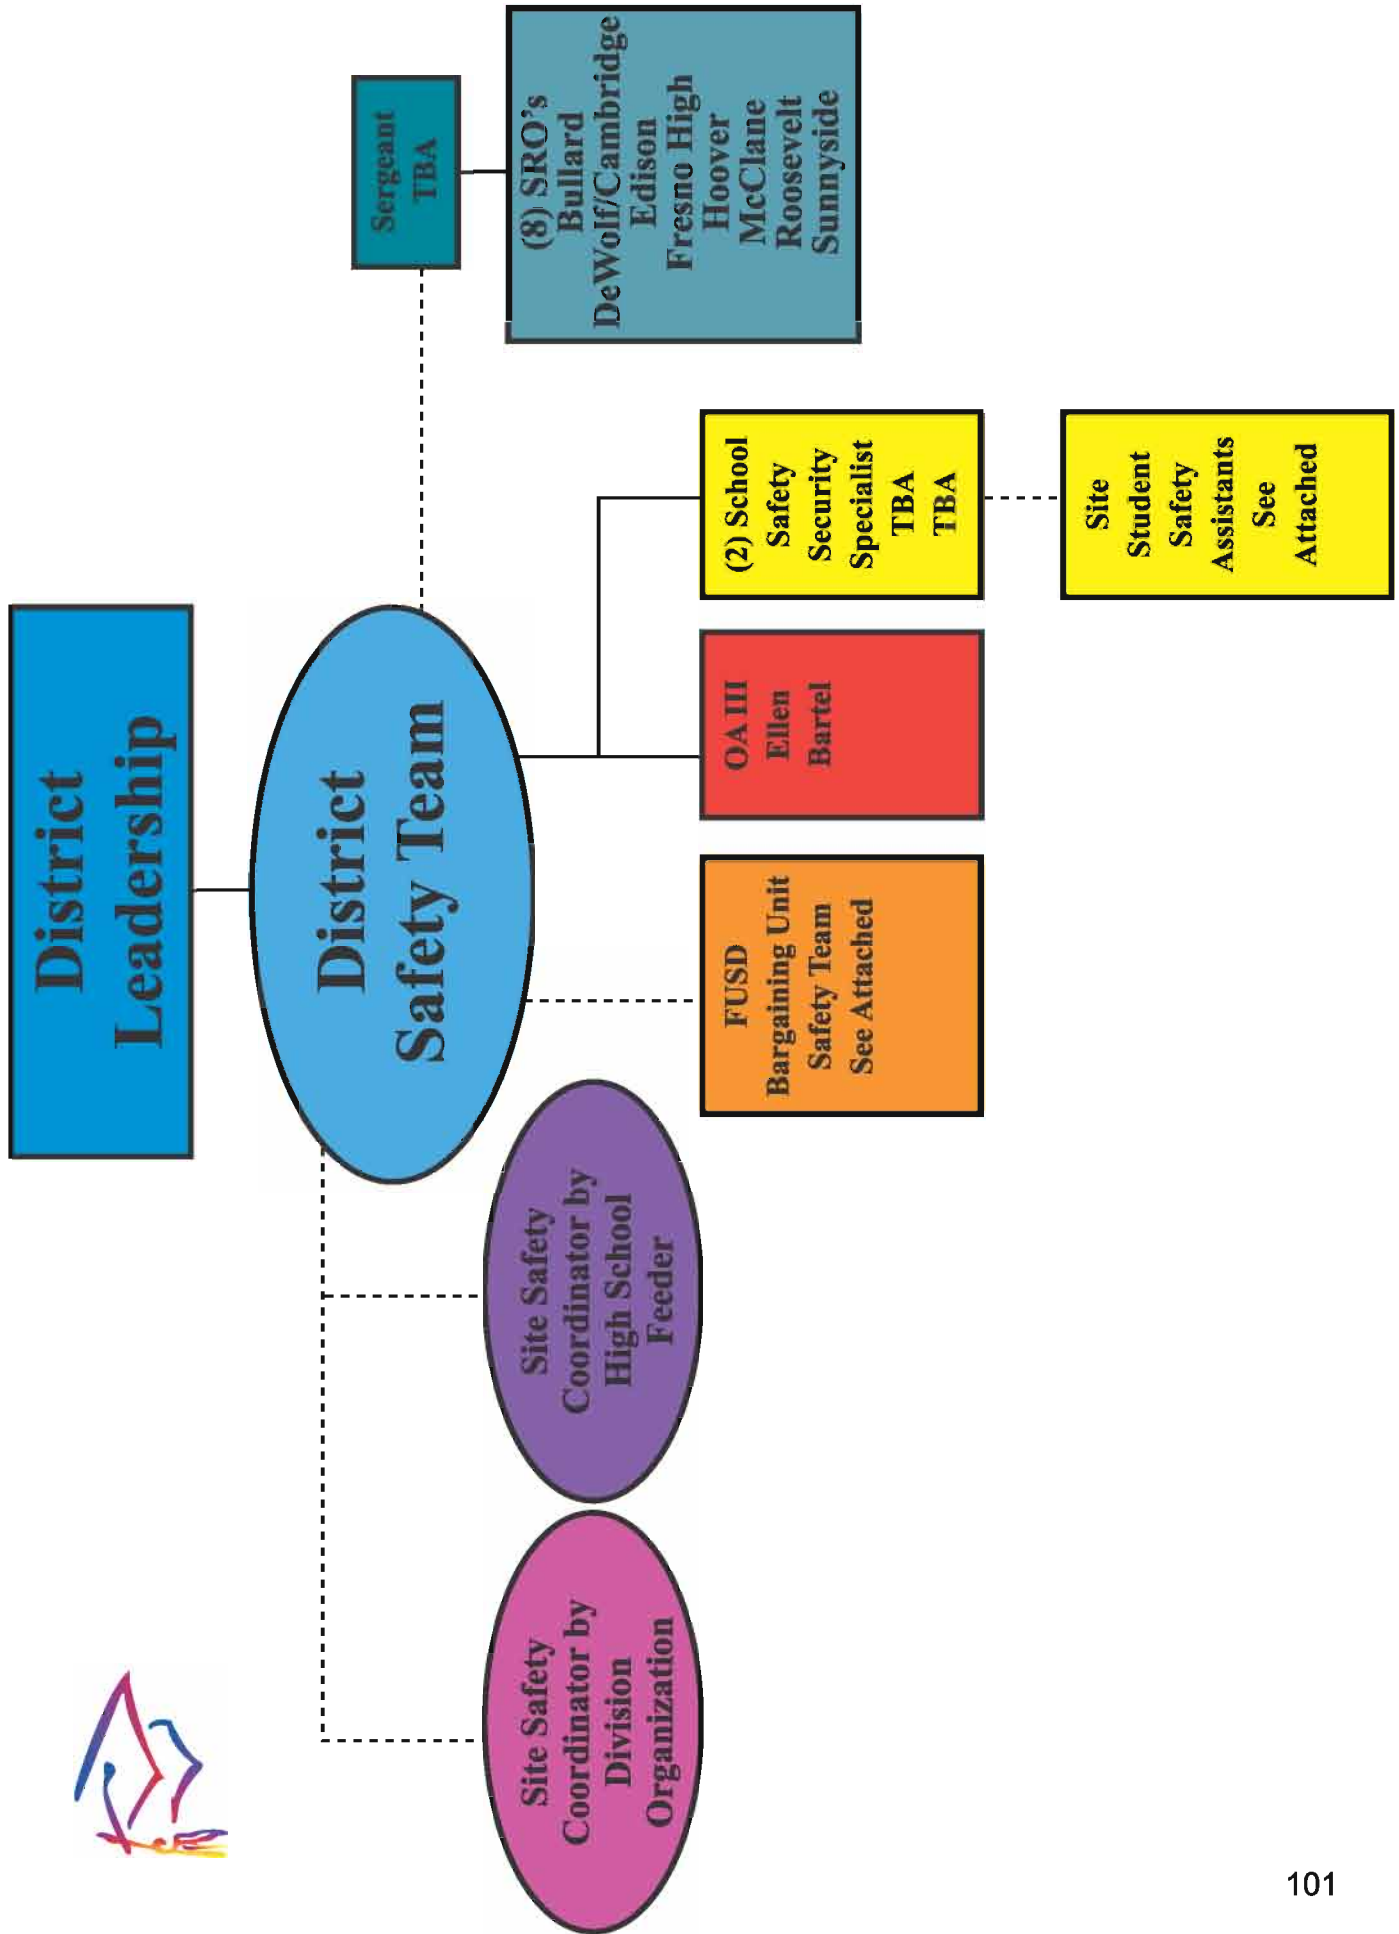 District
Leadership
District
Safety Team
Sergeant
TBA
(8) SRO's
Bullard
DeWolf/Cambridge
Edison
Fresno High
Hoover
McClane
Roosevelt
Sunnyside
Site Safety
Coordinator by
Division
Organization
Site Safety
Coordinator by
High School
Feeder
FUSD
Bargaining Unit
Safety Team
See Attached
OA III
Ellen
Bartel
(2) School
Safety
Security
Specialist
TBA
TBA
Site
Student
Safety
Assistants
See
Attached
101